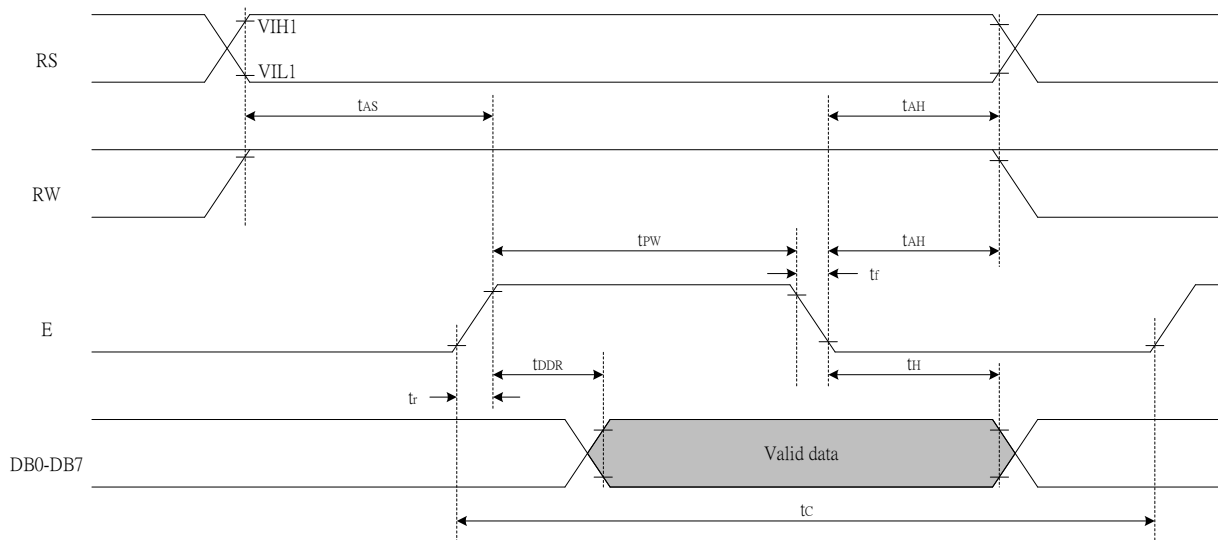 VIH1
RS
VIL1
tAS
tAH
RW
tPW
tAH
tf
E
tDDR
tH
tr
DB0-DB7
Valid data
tC